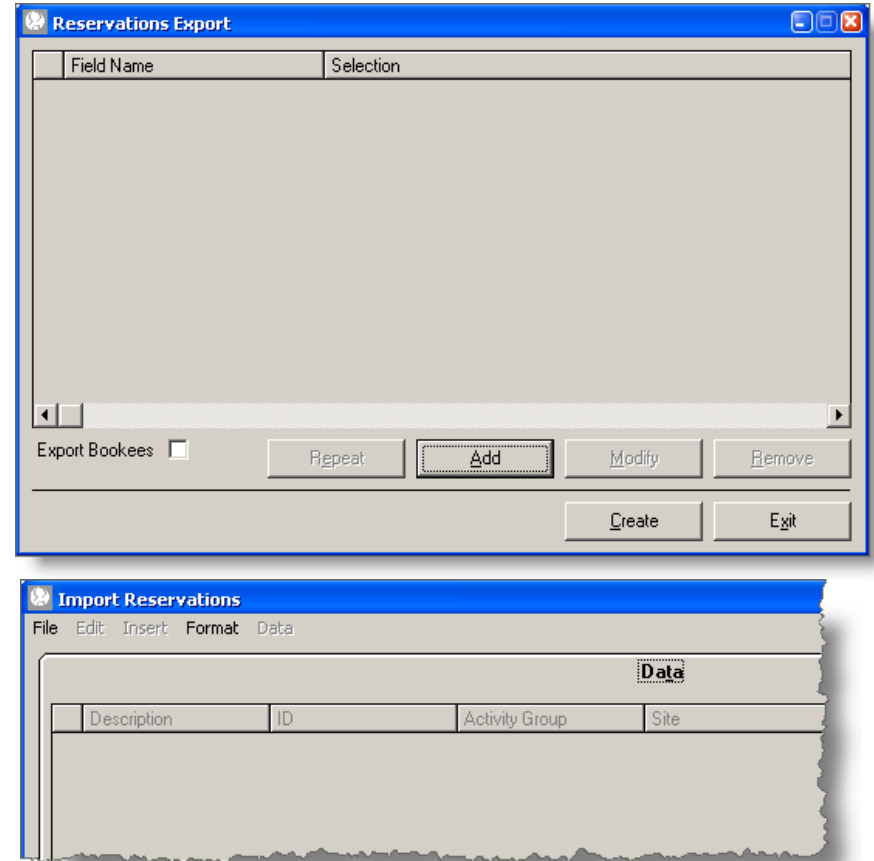 Reservations Export
Field Name Selection
Export Bookees Repeat Add Modify Remove
Create Exit
Import Reservations
File Edit Insert Format Data
Data
Description ID Activity Group Site